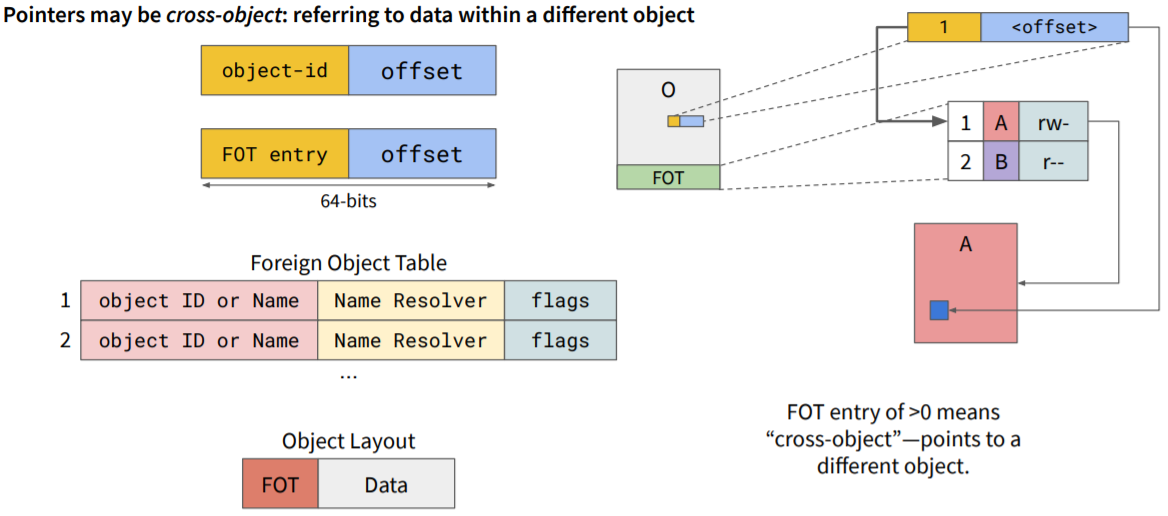 Pointers may be cross-object: referring to data within a different object
object-id offset
FOT entry offset
64-bits
Foreign Object Table
1 object ID or Name Name Resolver flags
2 object ID or Name Name Resolver flags
...
Object Layout
FOT Data
O
FOT
1 <offset>
1 A rw-
2 B r--
A
FOT entry of >0 means
“cross-object”—points to a
different object.